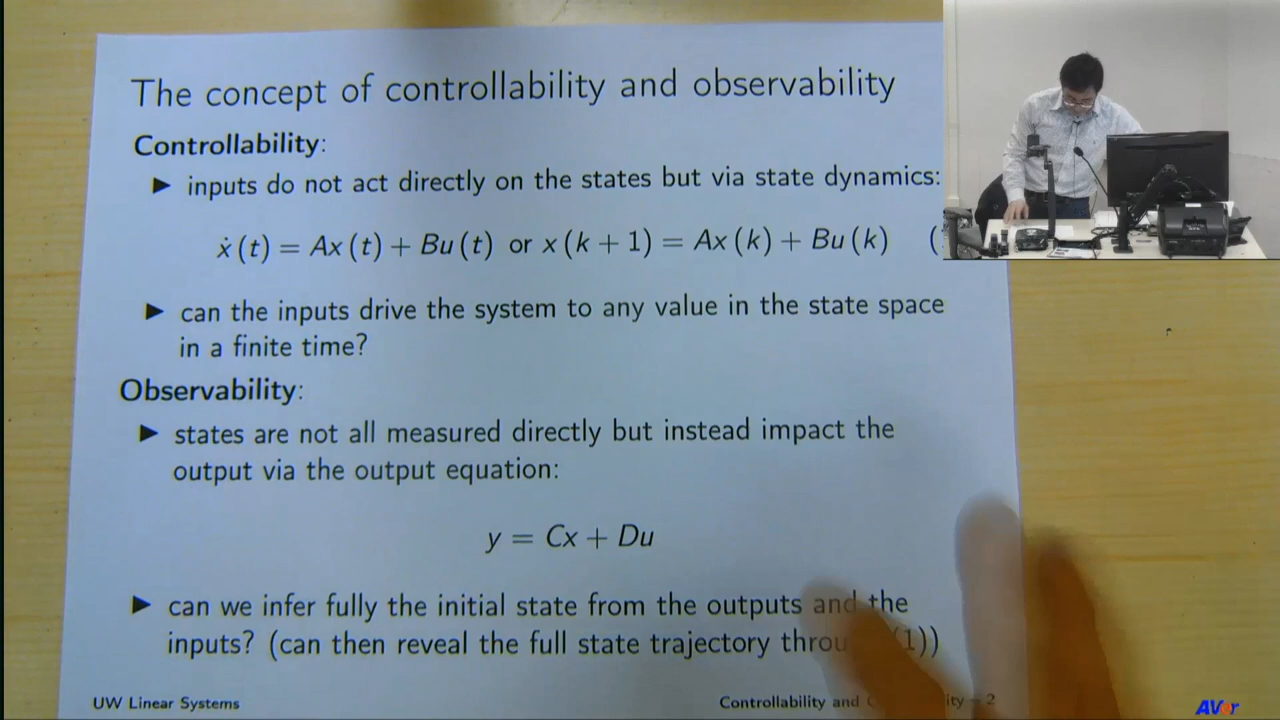 The concept of controllability and observability
Controllability:
▶ inputs do not act directly on the states but via state dynamics:
ẋ(t) = Ax(t) + Bu(t) or x(k + 1) = Ax(k) + Bu(k) (
▶ can the inputs drive the system to any value in the state space
in a finite time?
Observability:
▶ states are not all measured directly but instead impact the
output via the output equation:
y = Cx + Du
▶ can we infer fully the initial state from the outputs and the
inputs? (can then reveal the full state trajectory (1))
UW Linear Systems
Controllability and 2
AVer